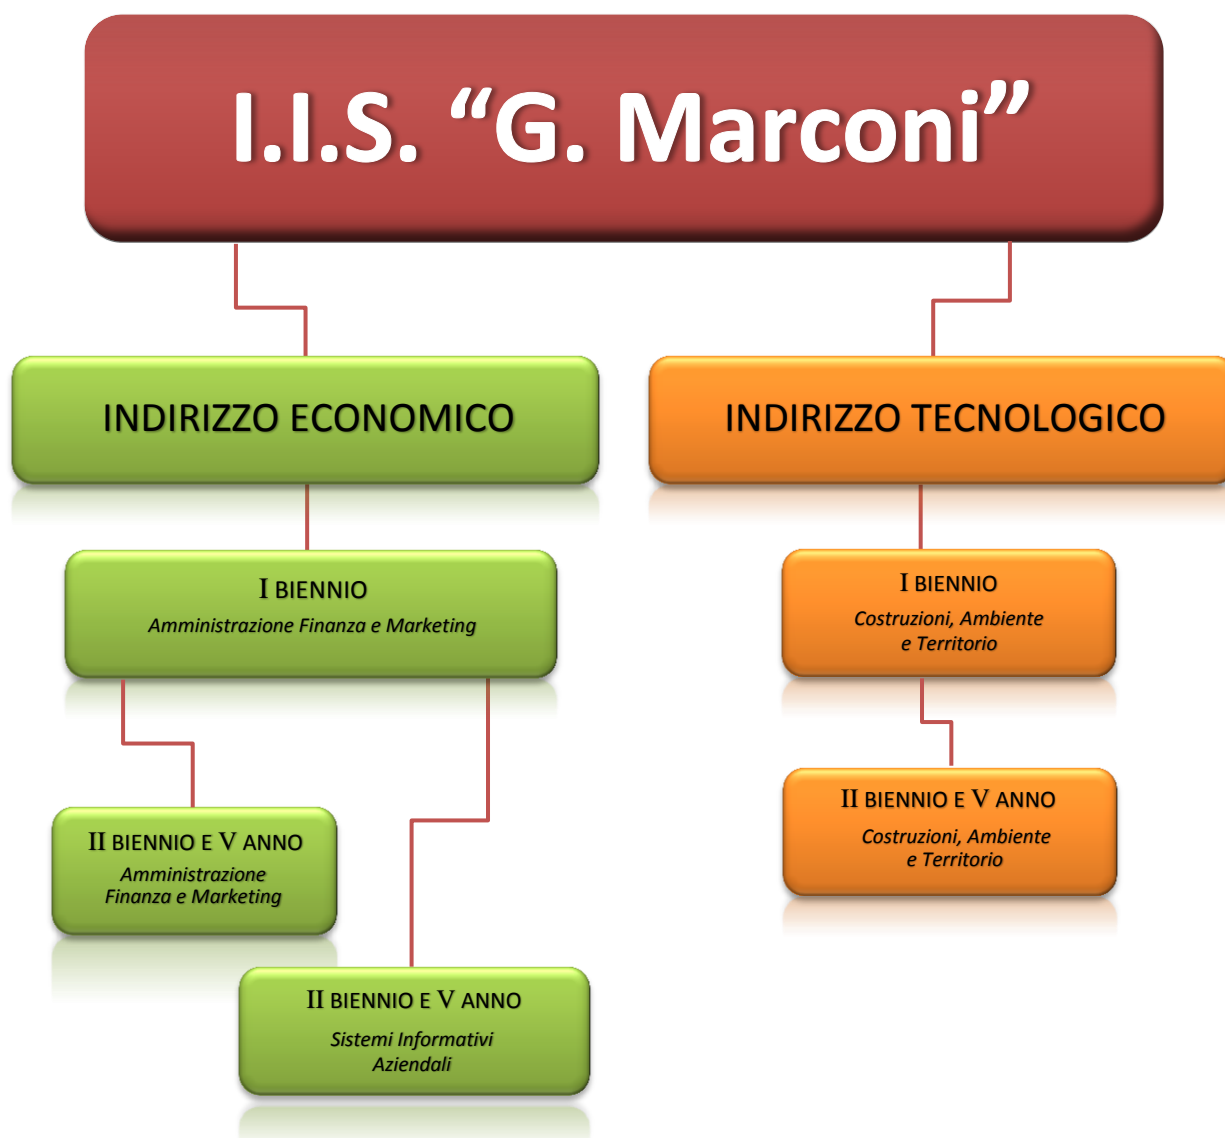 I.I.S. “G. Marconi”
INDIRIZZO ECONOMICO
INDIRIZZO TECNOLOGICO
I BIENNIO
Amministrazione Finanza e Marketing
I BIENNIO
Costruzioni, Ambiente
e Territorio
II BIENNIO E V ANNO
Amministrazione
Finanza e Marketing
II BIENNIO E V ANNO
Costruzioni, Ambiente
e Territorio
II BIENNIO E V ANNO
Sistemi Informativi
Aziendali